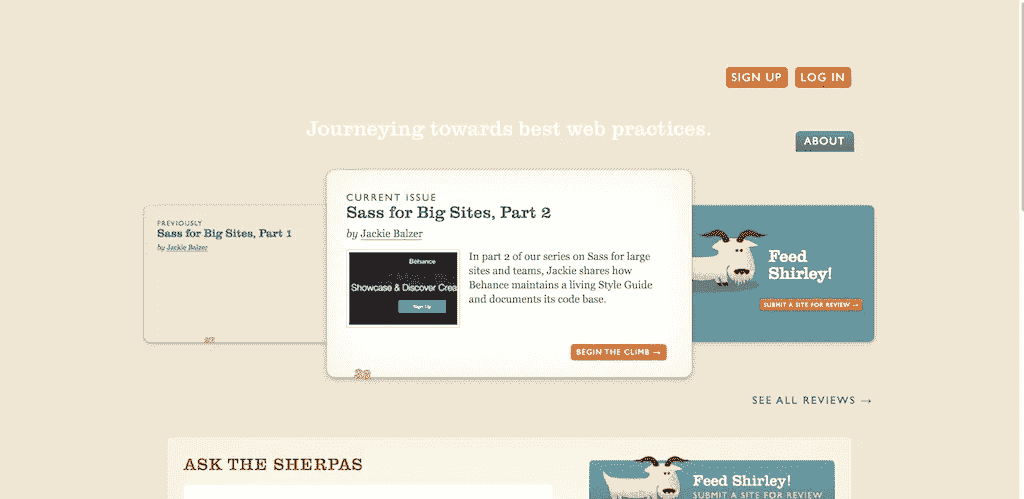 SIGN UP LOG IN
Journeying towards best web practices.
ABOUT
PREVIOUSLY
Sass for Big Sites, Part 1
by Jackie Balzer
CURRENT ISSUE
Sass for Big Sites, Part 2
by Jackie Balzer
Behance
Showcase & Discover Crea
Sign Up
In part 2 of our series on Sass for large
sites and teams, Jackie shares how
Behance maintains a living Style Guide
and documents its code base.
BEGIN THE CLIMB →
Feed
Shirley!
SUBMIT A SITE FOR REVIEW →
SEE ALL REVIEWS →
ASK THE SHERPAS
Feed Shirley!
SUBMIT A SITE FOR REVIEW